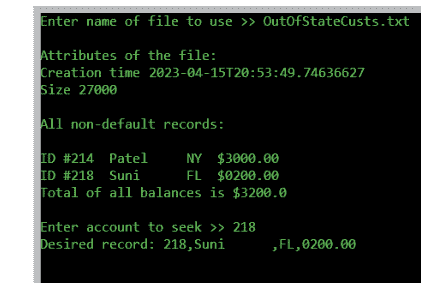 Enter name of file to use >> OutOfStateCusts.txt
Attributes of the file:
Creation time 2023-04-15T20:53:49.74636627
Size 27000
All non-default records:
ID #214  Patel     NY  $3000.00
ID #218  Suni      FL  $0200.00
Total of all balances is $3200.0
Enter account to seek >> 218
Desired record: 218,Suni      ,FL,0200.00